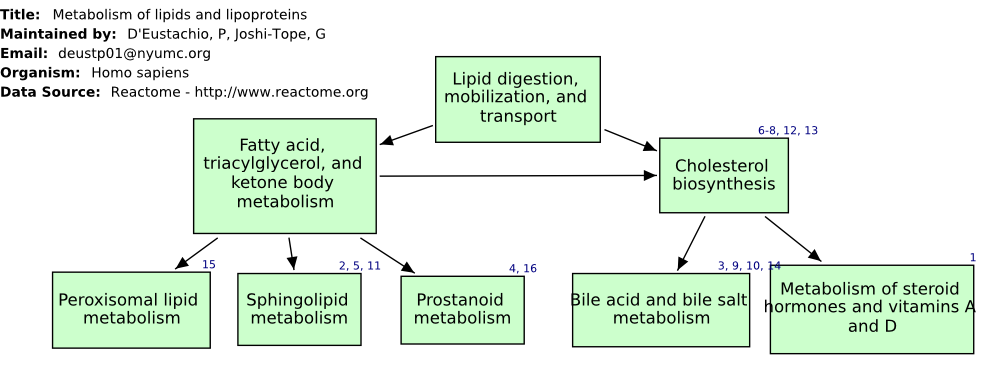 Title: Metabolism of lipids and lipoproteins
Maintained by: D'Eustachio, P, Joshi-Tope, G
Email: deustp01@nyumc.org
Organism: Homo sapiens
Data Source: Reactome - http://www.reactome.org
Lipid digestion,
mobilization, and
transport
Fatty acid,
triacylglycerol, and
ketone body
metabolism
6-8, 12, 13
Cholesterol
biosynthesis
15
Peroxisomal lipid
metabolism
2, 5, 11
Sphingolipid
metabolism
4, 16
Prostanoid
metabolism
3, 9, 10, 14
Bile acid and bile salt
metabolism
1
Metabolism of steroid
hormones and vitamins A
and D